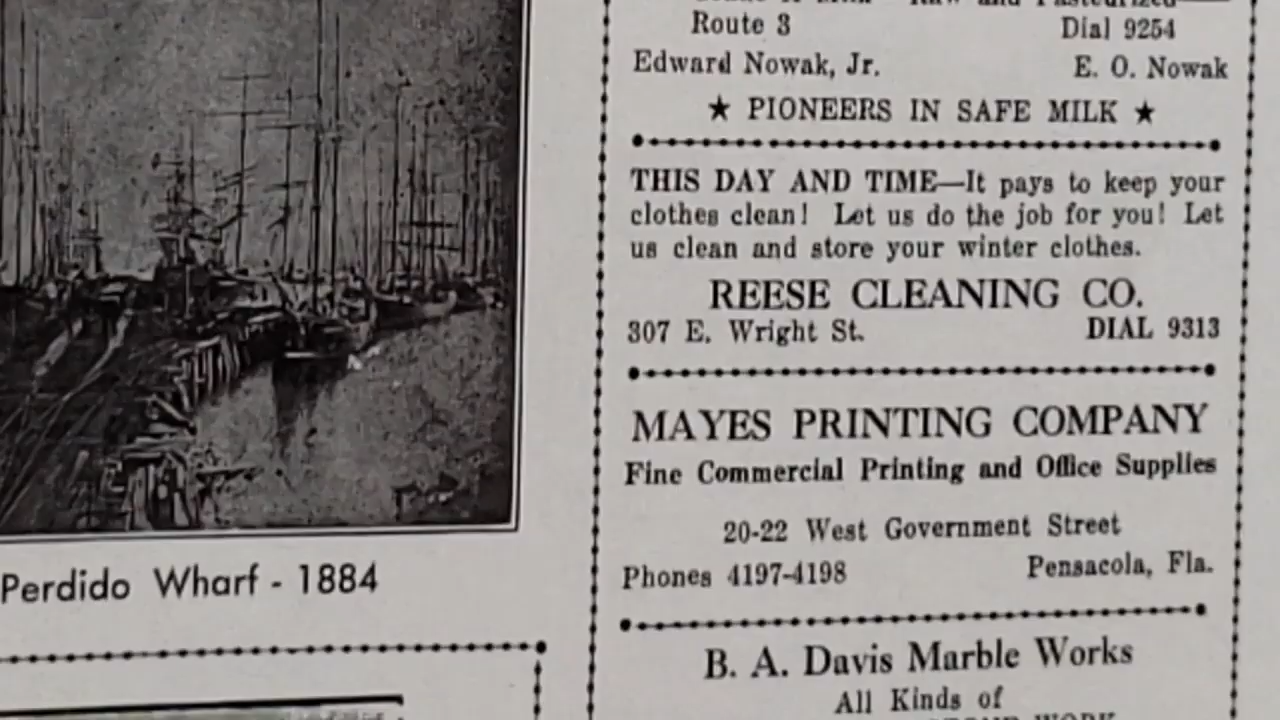 Route 3 Dial 9254
Edward Nowak, Jr. E. O. Nowak
★ PIONEERS IN SAFE MILK ★
THIS DAY AND TIME—It pays to keep your
clothes clean! Let us do the job for you! Let
us clean and store your winter clothes.
REESE CLEANING CO.
307 E. Wright St. DIAL 9313
MAYES PRINTING COMPANY
Fine Commercial Printing and Office Supplies
20-22 West Government Street
Phones 4197-4198 Pensacola, Fla.
B. A. Davis Marble Works
All Kinds of
Perdido Wharf - 1884